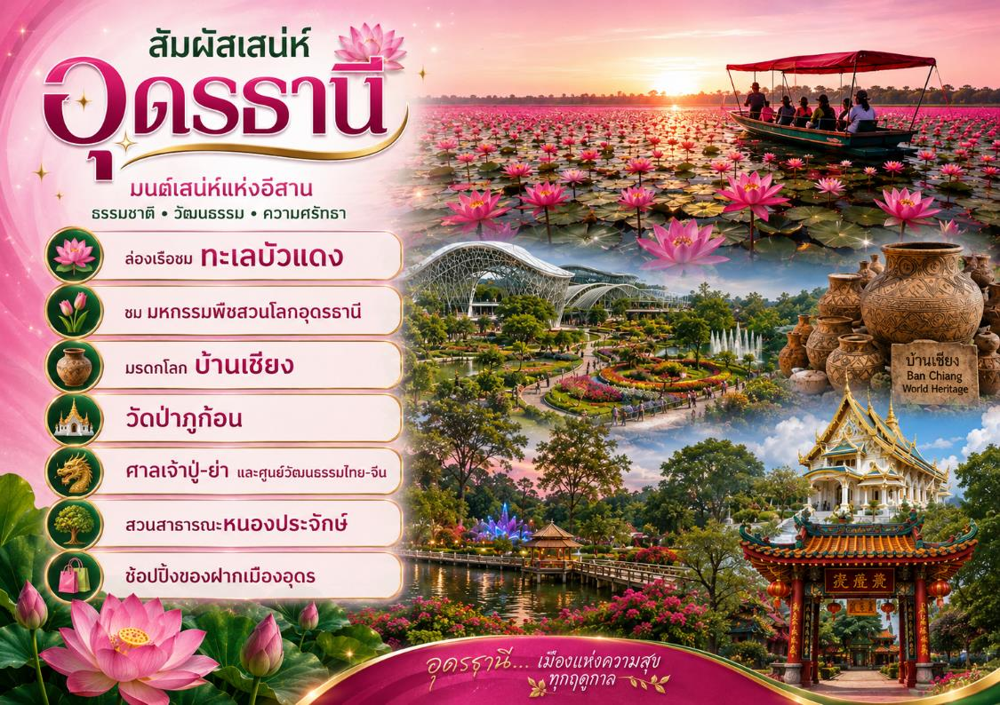 สัมผัสเสน่ห์
อุดรธานี
มนต์เสน่ห์แห่งอีสาน
ธรรมชาติ • วัฒนธรรม • ความศรัทธา
ล่องเรือชม ทะเลบัวแดง
ชม มหกรรมพืชสวนโลกอุดรธานี
มรดกโลก บ้านเชียง
วัดป่าภูก้อน
ศาลเจ้าปู่-ย่า และศูนย์วัฒนธรรมไทย-จีน
สวนสาธารณะหนองประจักษ์
ช้อปปิ้งของฝากเมืองอุดร
บ้านเชียง
Ban Chiang
World Heritage
อุดรธานี... เมืองแห่งความสุข
ทุกฤดูกาล